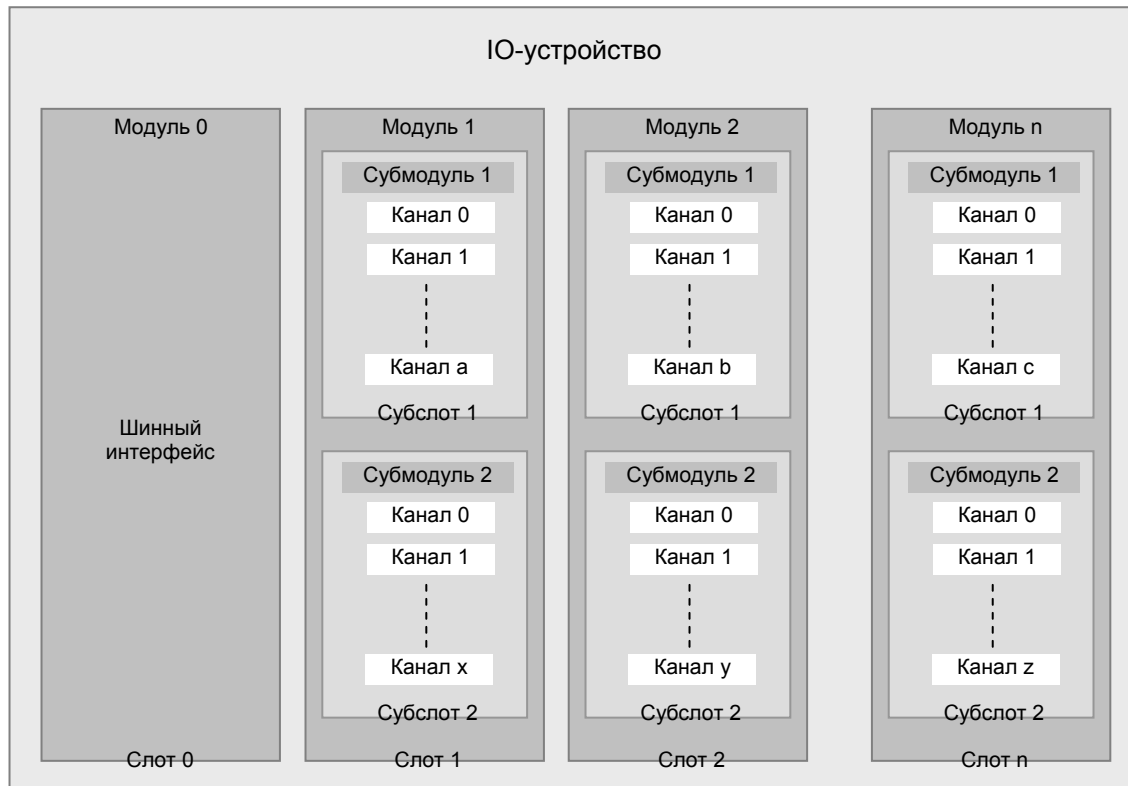 IO-устройство
Модуль 0
Шинный
интерфейс
Слот 0
Модуль 1
Субмодуль 1
Канал 0
Канал 1
Канал a
Субслот 1
Субмодуль 2
Канал 0
Канал 1
Канал x
Субслот 2
Слот 1
Модуль 2
Субмодуль 1
Канал 0
Канал 1
Канал b
Субслот 1
Субмодуль 2
Канал 0
Канал 1
Канал y
Субслот 2
Слот 2
Модуль n
Субмодуль 1
Канал 0
Канал 1
Канал c
Субслот 1
Субмодуль 2
Канал 0
Канал 1
Канал z
Субслот 2
Слот n